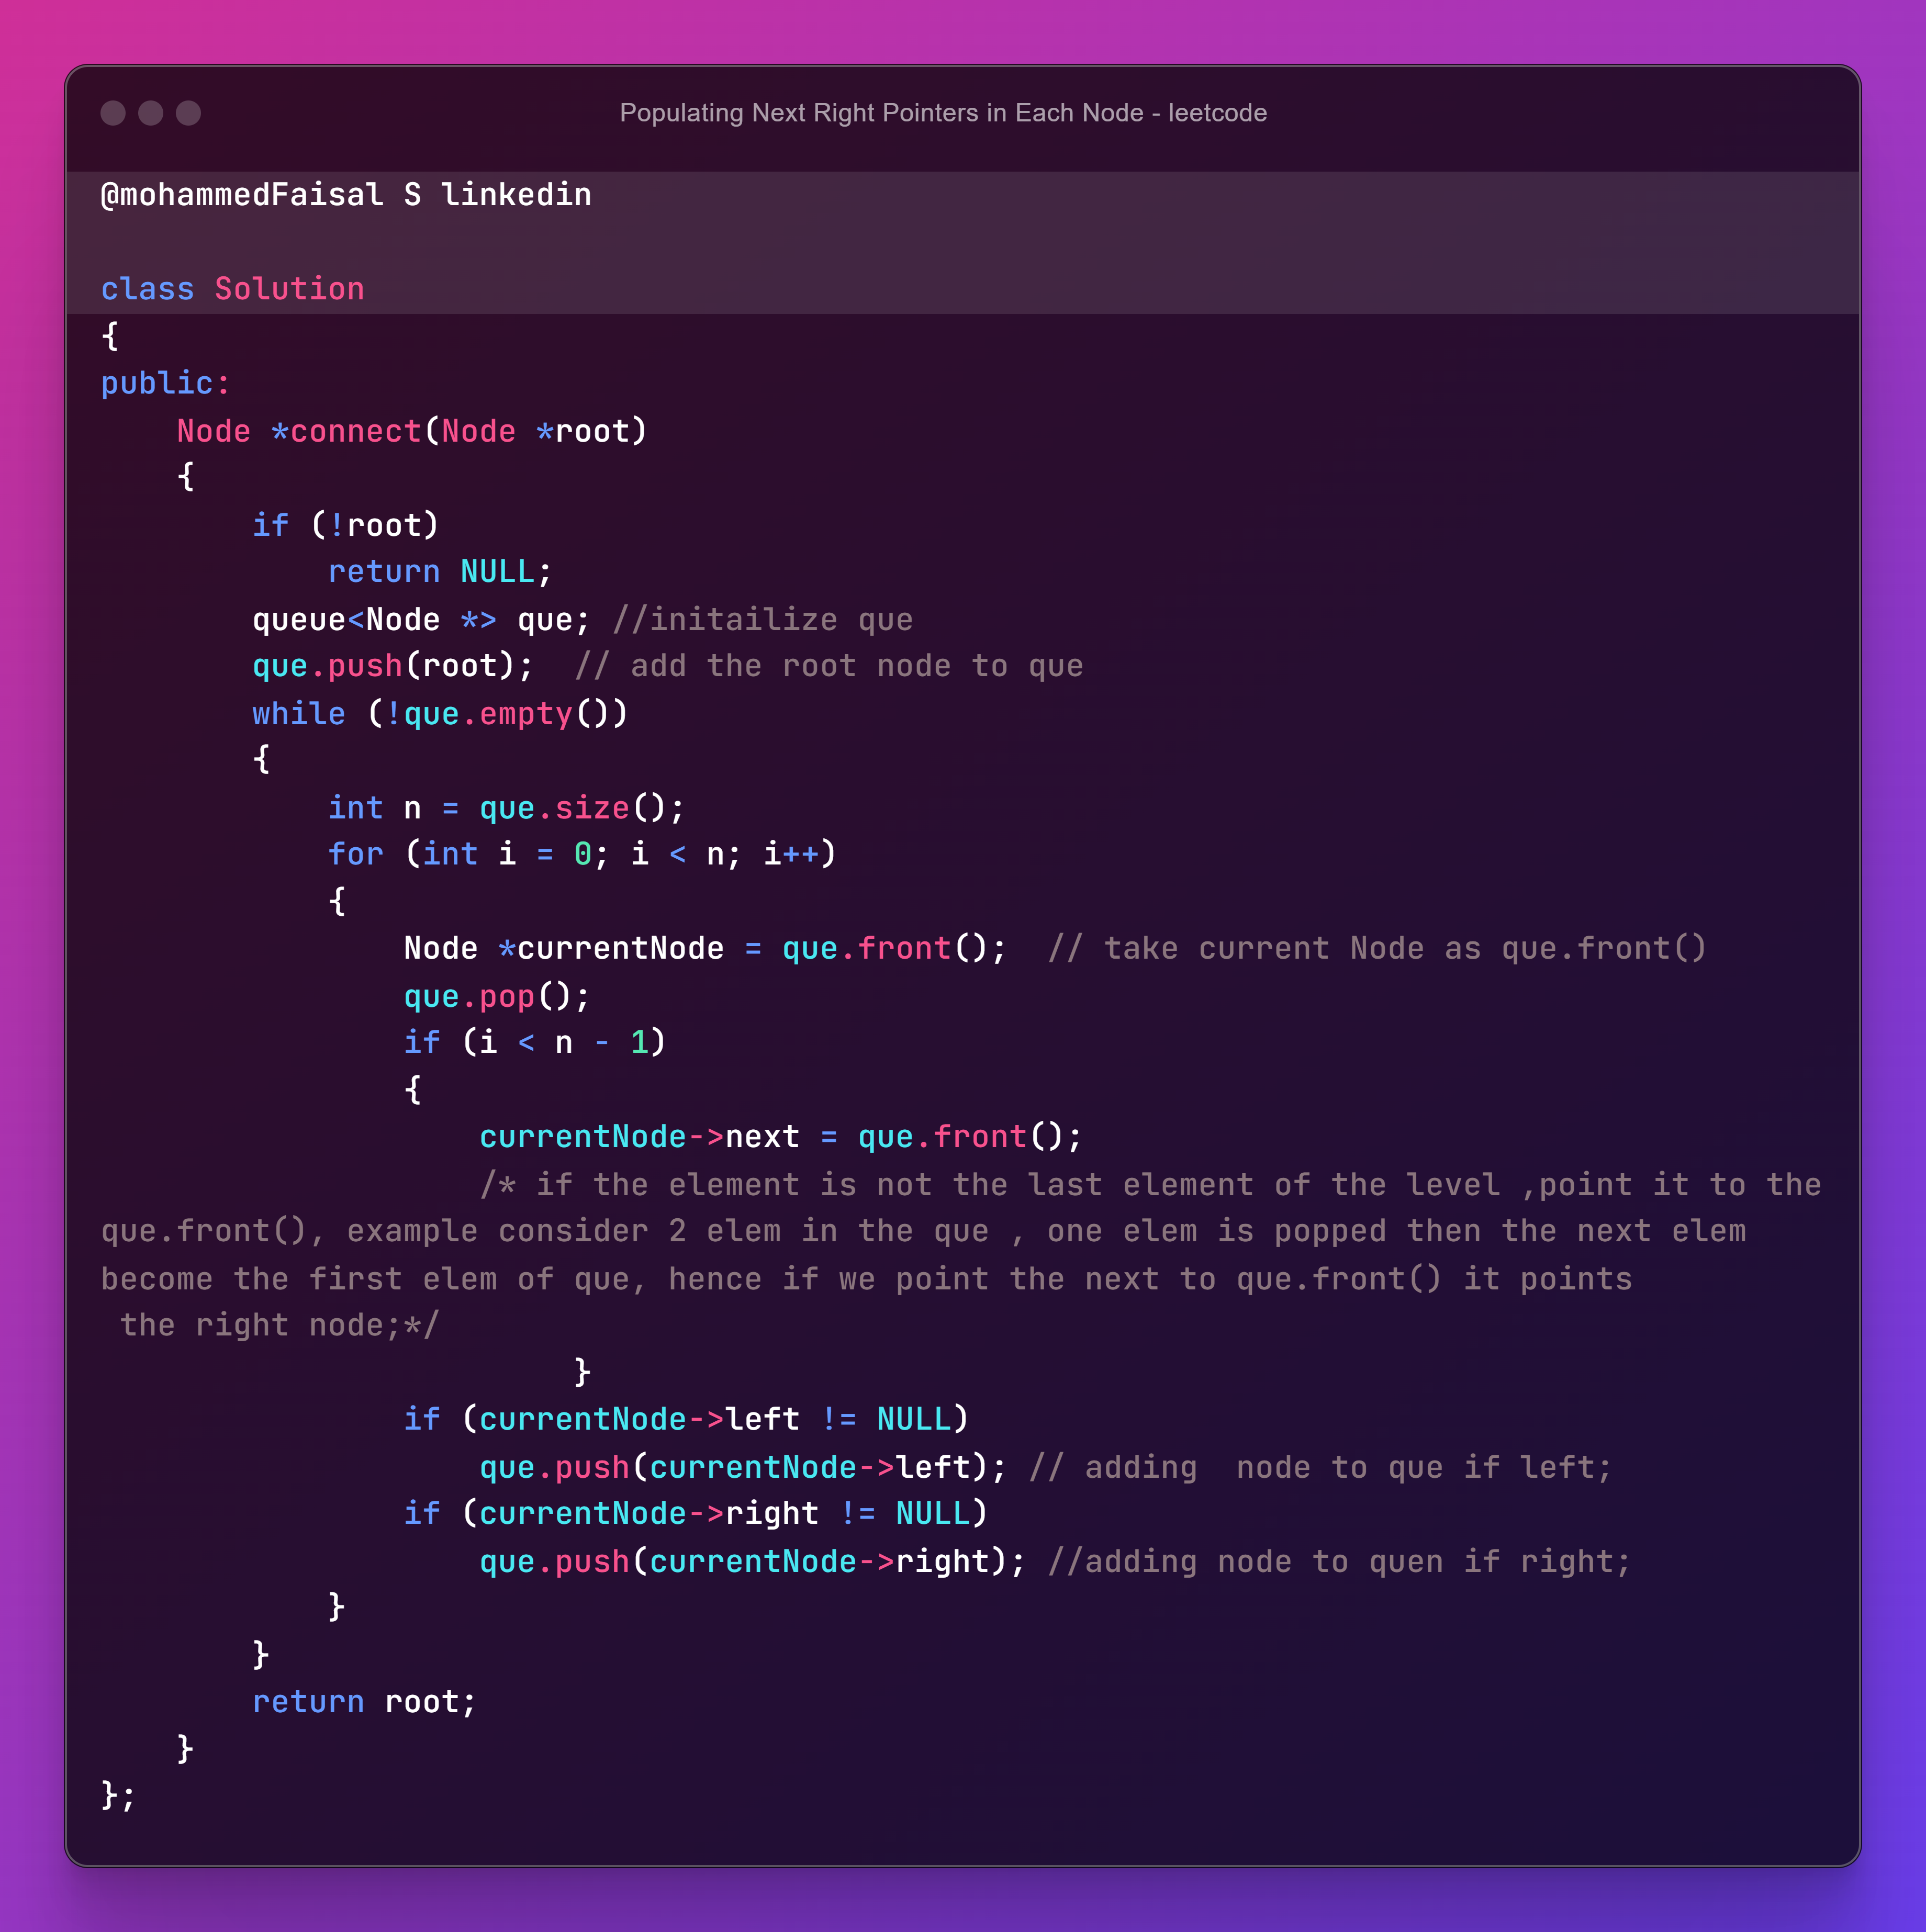 Populating Next Right Pointers in Each Node - leetcode
@mohammedFaisal S linkedin
class Solution
{
public:
    Node *connect(Node *root)
    {
        if (!root)
            return NULL;
        queue<Node *> que; //initailize que
        que.push(root);  // add the root node to que
        while (!que.empty())
        {
            int n = que.size();
            for (int i = 0; i < n; i++)
            {
                Node *currentNode = que.front();  // take current Node as que.front()
                que.pop();
                if (i < n - 1)
                {
                    currentNode->next = que.front();
                    /* if the element is not the last element of the level ,point it to the
que.front(), example consider 2 elem in the que , one elem is popped then the next elem
become the first elem of que, hence if we point the next to que.front() it points
 the right node;*/
                         }
                if (currentNode->left != NULL)
                    que.push(currentNode->left); // adding  node to que if left;
                if (currentNode->right != NULL)
                    que.push(currentNode->right); //adding node to quen if right;
            }
        }
        return root;
    }
};